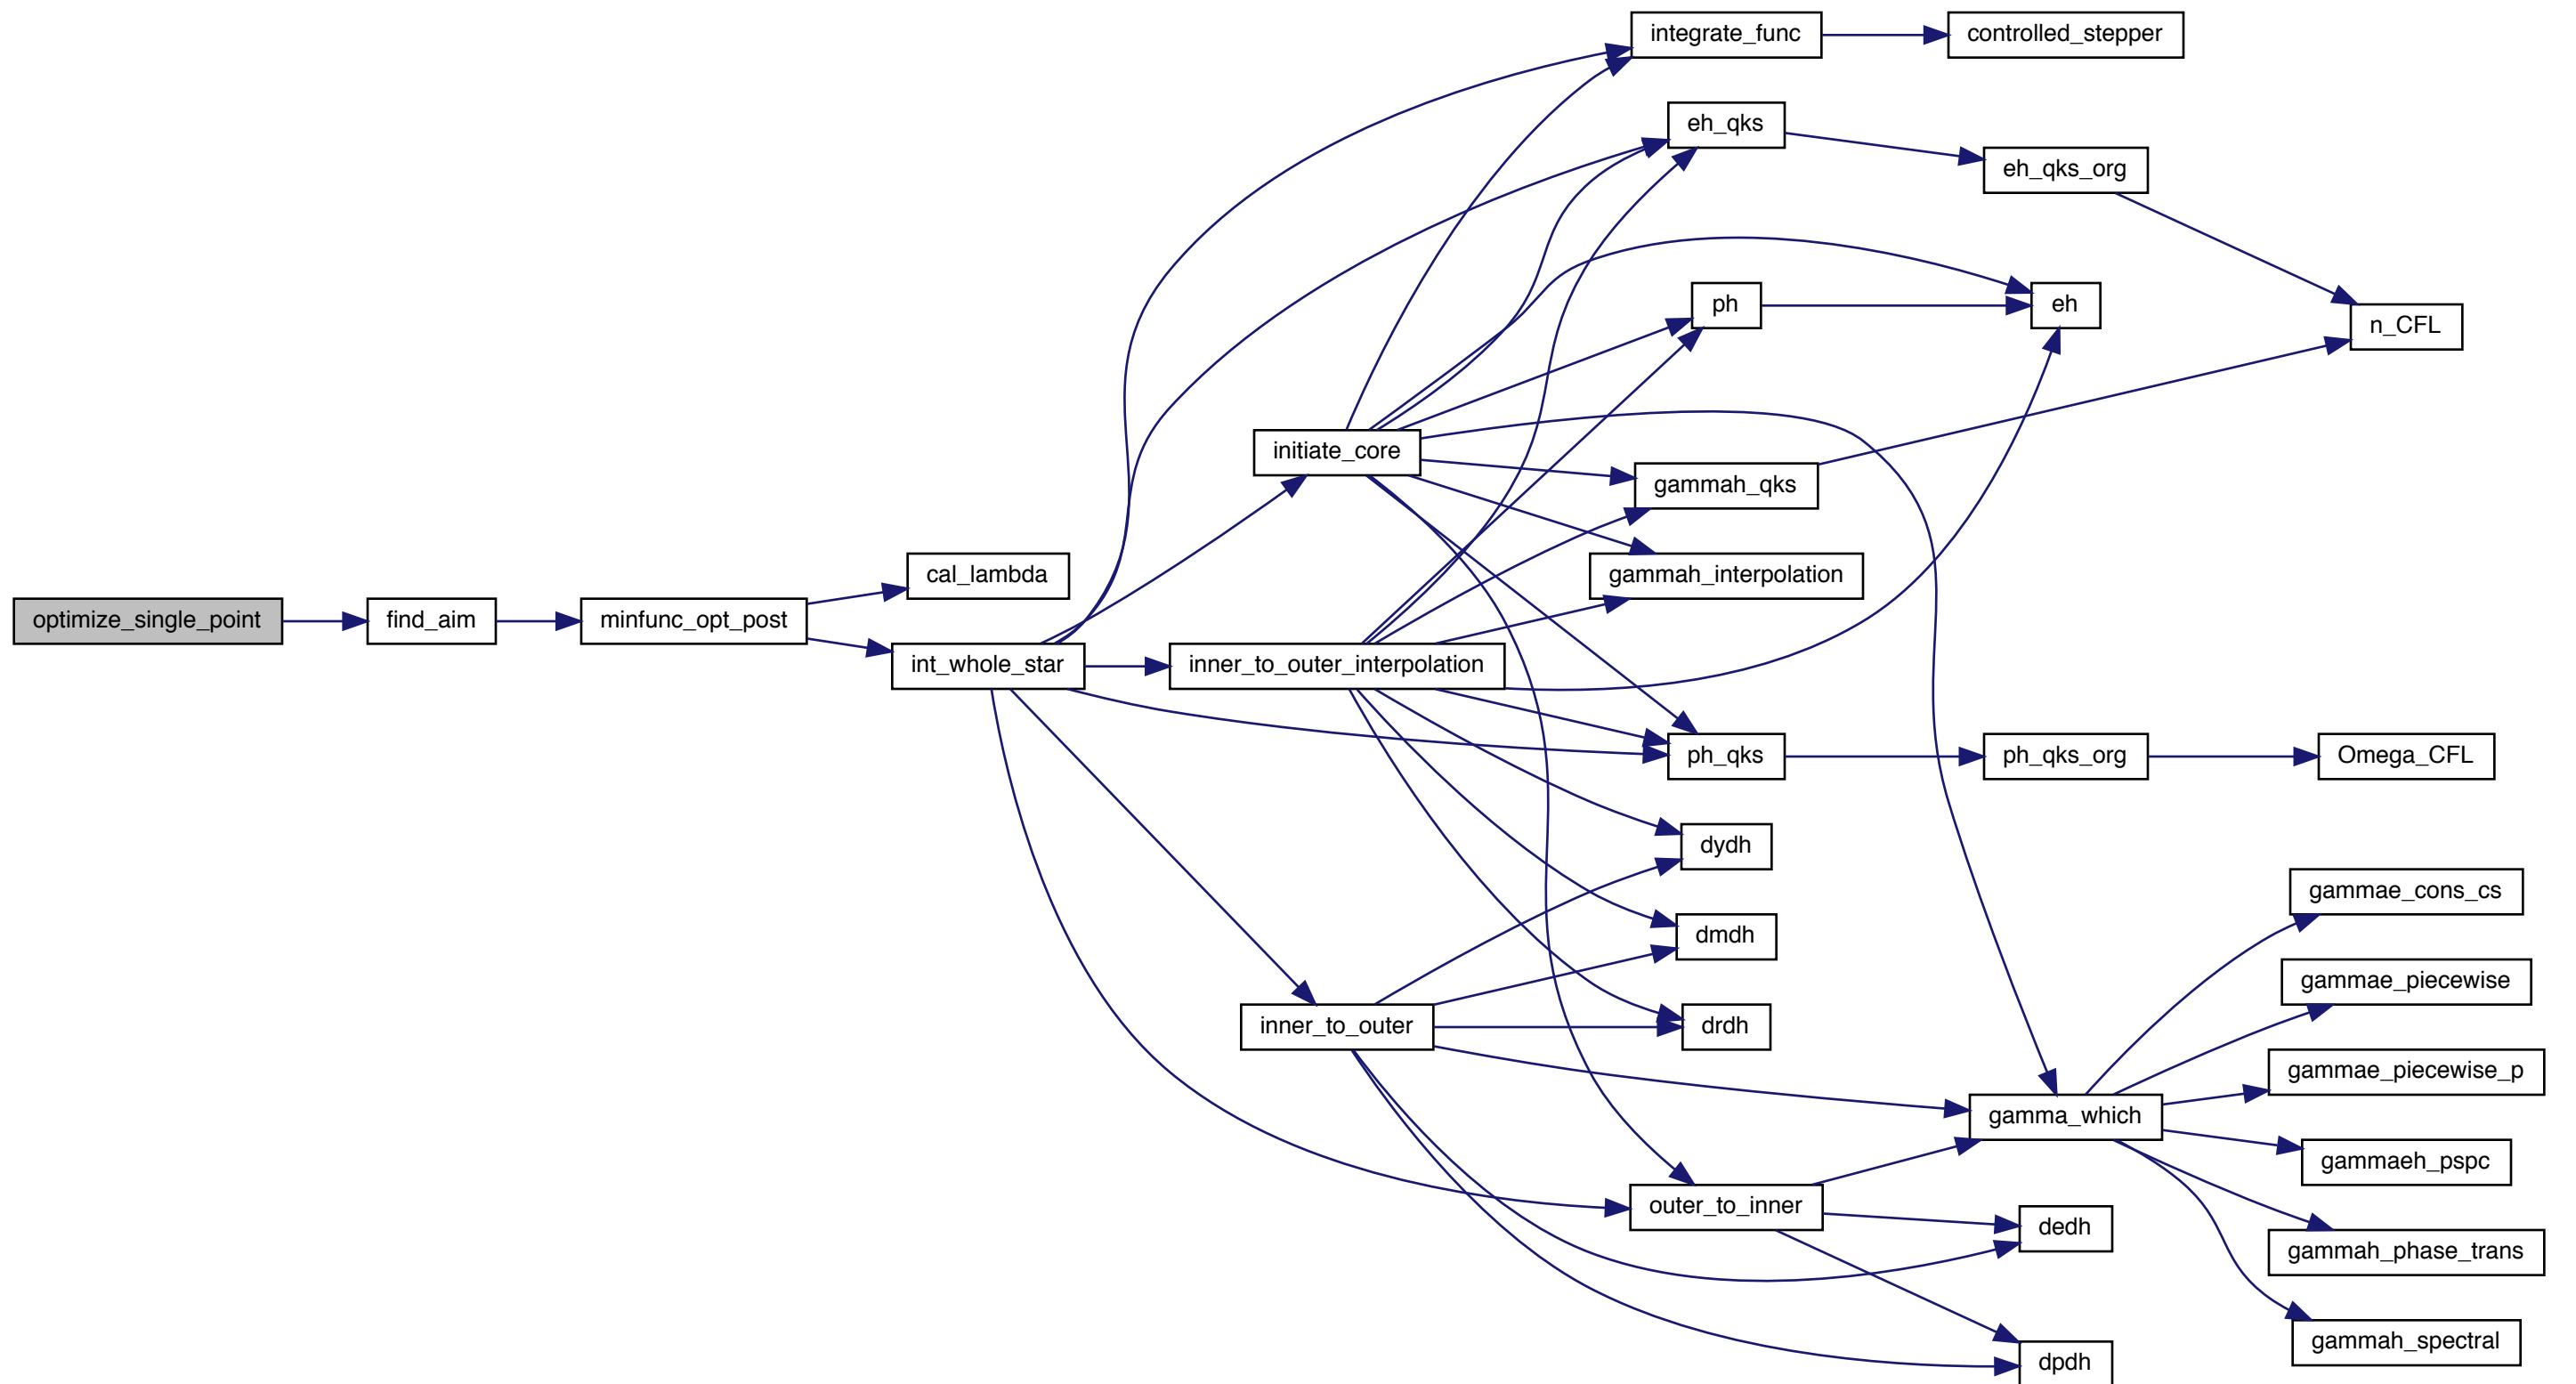 integrate_func
controlled_stepper
eh_qks
eh_qks_org
ph
eh
n_CFL
initiate_core
gammah_qks
cal_lambda
gammah_interpolation
optimize_single_point
find_aim
minfunc_opt_post
int_whole_star
inner_to_outer_interpolation
ph_qks
ph_qks_org
Omega_CFL
dydh
gammae_cons_cs
dmdh
gammae_piecewise
inner_to_outer
drdh
gammae_piecewise_p
gamma_which
gammaeh_pspc
outer_to_inner
dedh
gammah_phase_trans
gammah_spectral
dpdh